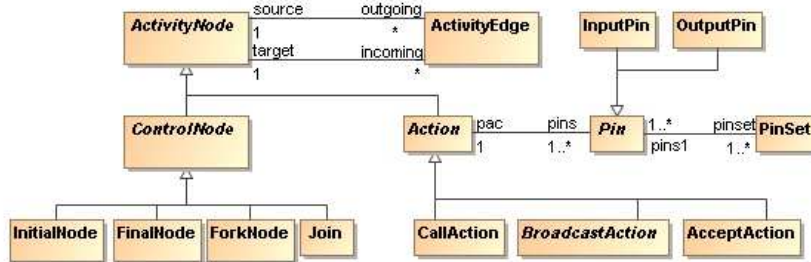 source outgoing
ActivityNode
1 *
ActivityEdge
target incoming
1 *
InputPin OutputPin
ControlNode
Action
pac pins
1 1..*
Pin
1..* pinset
pins1 1..*
PinSet
InitialNode FinalNode ForkNode Join
CallAction BroadcastAction AcceptAction